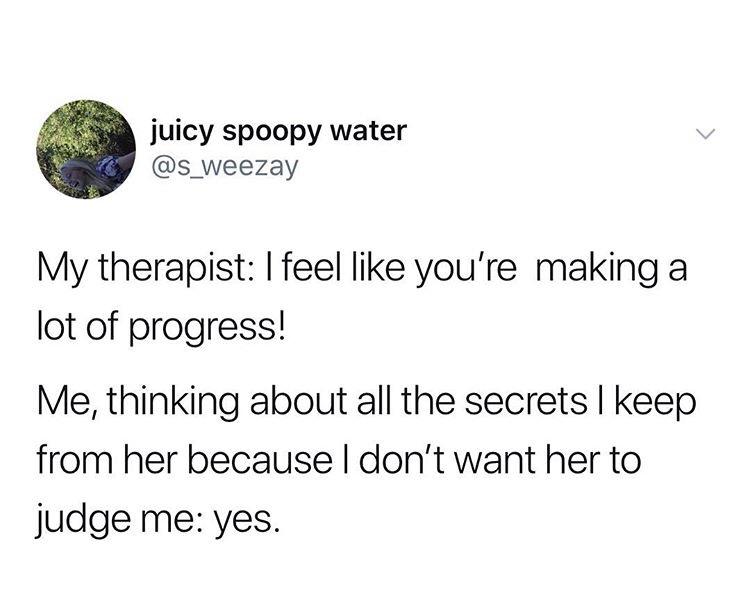 juicy spoopy water
@s_weezay
My therapist: I feel like you're  making a
lot of progress!
Me, thinking about all the secrets I keep
from her because I don't want her to
judge me: yes.